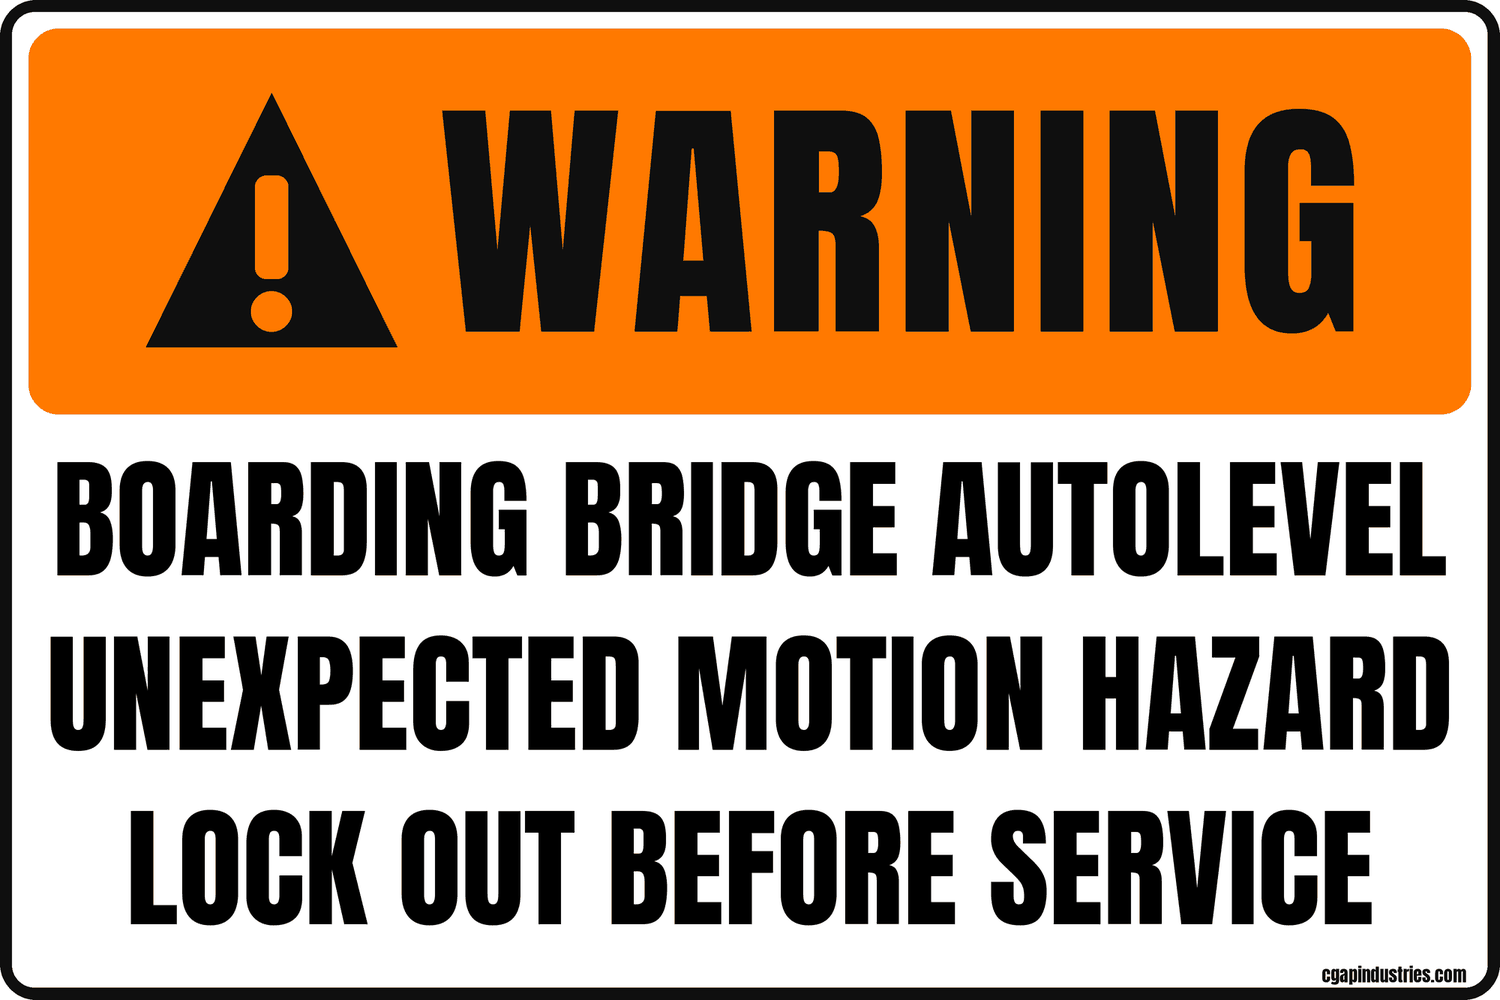 WARNING
BOARDING BRIDGE AUTOLEVEL
UNEXPECTED MOTION HAZARD
LOCK OUT BEFORE SERVICE
cgapindustries.com